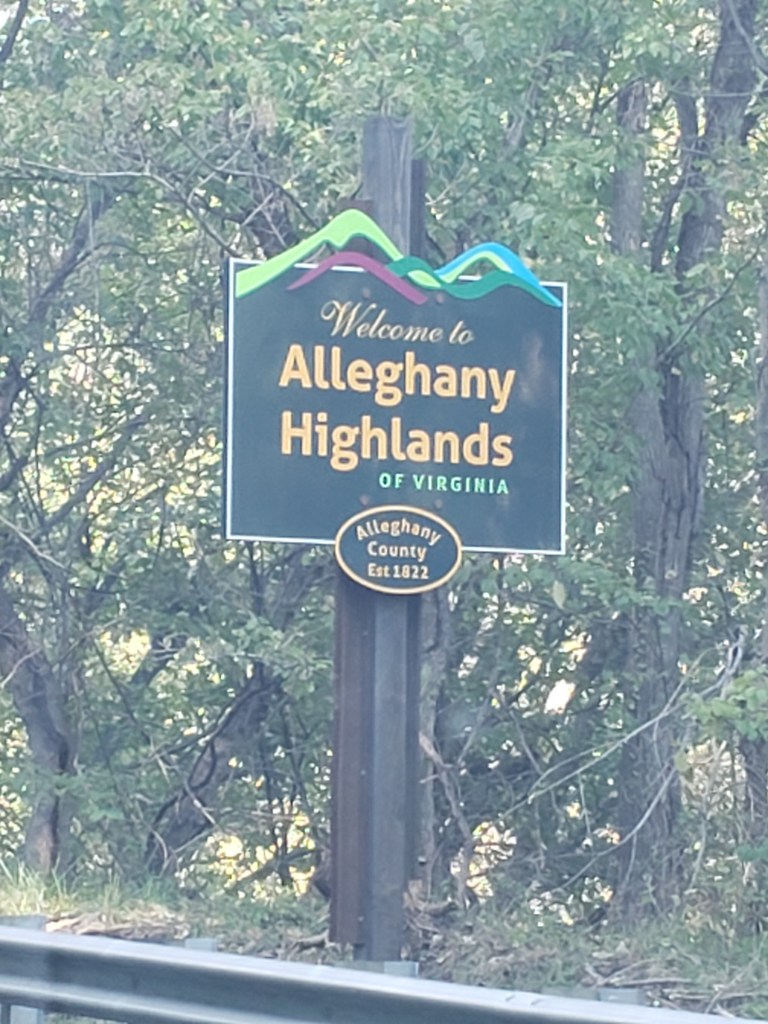 Welcome to
Alleghany
Highlands
OF VIRGINIA
Alleghany
County
Est 1822